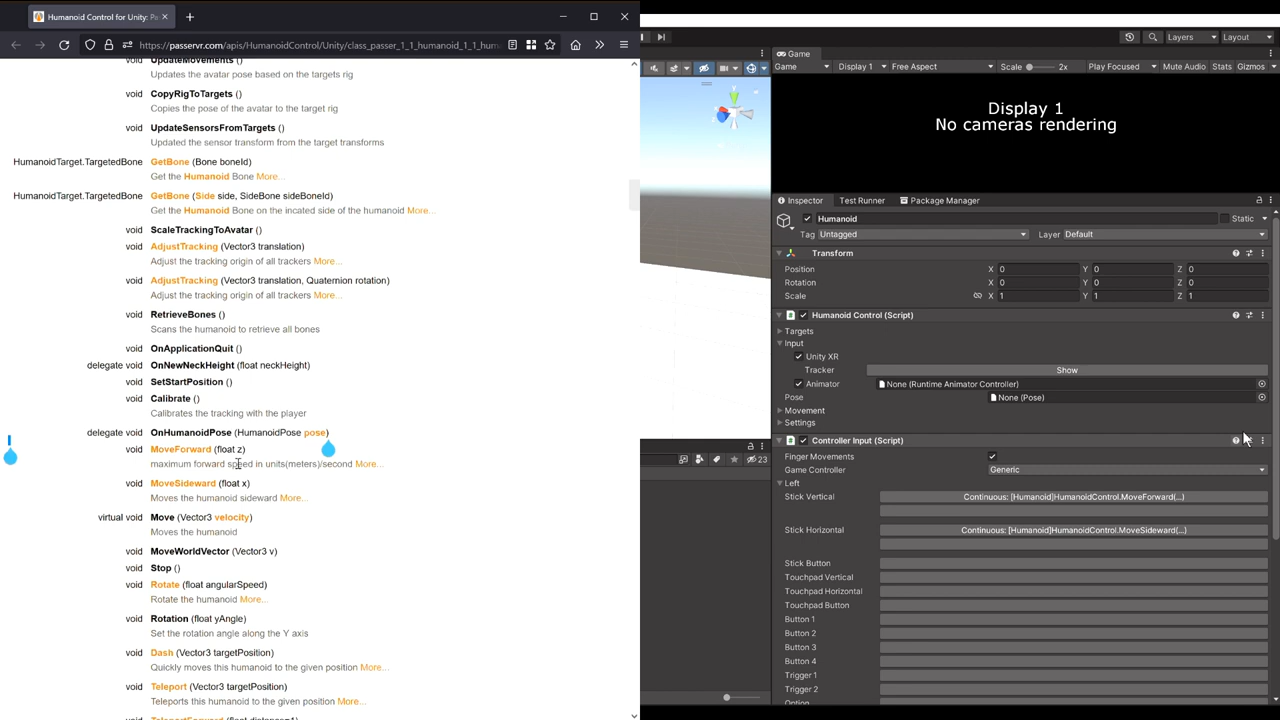 Humanoid Control for Unity: Pa
https://passervr.com/apis/HumanoidControl/Unity/class_passer_1_1_humanoid_1_1_huma
void UpdateMovements ()
Updates the avatar pose based on the targets rig
void CopyRigToTargets ()
Copies the pose of the avatar to the target rig
void UpdateSensorsFromTargets ()
Updated the sensor transform from the target transforms
HumanoidTarget.TargetedBone GetBone (Bone boneId)
Get the Humanoid Bone More...
HumanoidTarget.TargetedBone GetBone (Side side, SideBone sideBoneId)
Get the Humanoid Bone on the incated side of the humanoid More...
void ScaleTrackingToAvatar ()
void AdjustTracking (Vector3 translation)
Adjust the tracking origin of all trackers More...
void AdjustTracking (Vector3 translation, Quaternion rotation)
Adjust the tracking origin of all trackers More...
void RetrieveBones ()
Scans the humanoid to retrieve all bones
void OnApplicationQuit ()
delegate void OnNewNeckHeight (float neckHeight)
void SetStartPosition ()
void Calibrate ()
Calibrates the tracking with the player
delegate void OnHumanoidPose (HumanoidPose pose)
void MoveForward (float z)
maximum forward speed in units(meters)/second More...
void MoveSideward (float x)
Moves the humanoid sideward More...
virtual void Move (Vector3 velocity)
Moves the humanoid
void MoveWorldVector (Vector3 v)
void Stop ()
void Rotate (float angularSpeed)
Rotate the humanoid More...
void Rotation (float yAngle)
Set the rotation angle along the Y axis
void Dash (Vector3 targetPosition)
Quickly moves this humanoid to the given position More...
void Teleport (Vector3 targetPosition)
Teleports this humanoid to the given position More...
void TeleportForward (float distance=1)
Layers Layout
Game
Game Display 1 Free Aspect Scale 2x Play Focused Mute Audio Stats Gizmos
Display 1
No cameras rendering
Inspector Test Runner Package Manager
Humanoid Static
Tag Untagged Layer Default
Transform
Position X 0 Y 0 Z 0
Rotation X 0 Y 0 Z 0
Scale X 1 Y 1 Z 1
Humanoid Control (Script)
Targets
Input
Unity XR
Tracker Show
Animator None (Runtime Animator Controller)
Pose None (Pose)
Movement
Settings
Controller Input (Script)
23
Finger Movements
Game Controller Generic
Left
Stick Vertical Continuous: [Humanoid]HumanoidControl.MoveForward(...)
Stick Horizontal Continuous: [Humanoid]HumanoidControl.MoveSideward(...)
Stick Button
Touchpad Vertical
Touchpad Horizontal
Touchpad Button
Button 1
Button 2
Button 3
Button 4
Trigger 1
Trigger 2
Option